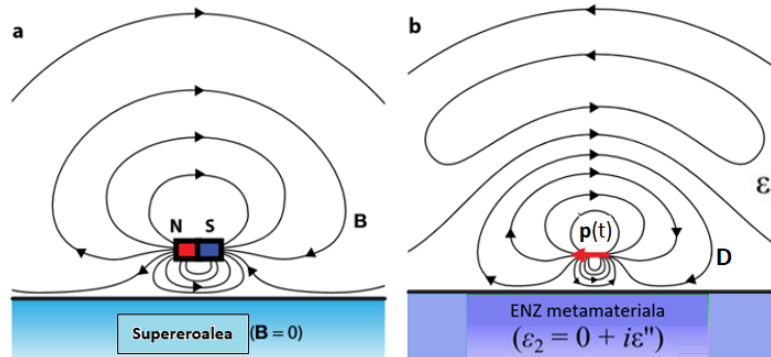 a
N S
B
Supereroalea (B = 0)
b
ε
p(t)
D
ENZ metamateriala
(ε₂ = 0 + iε")